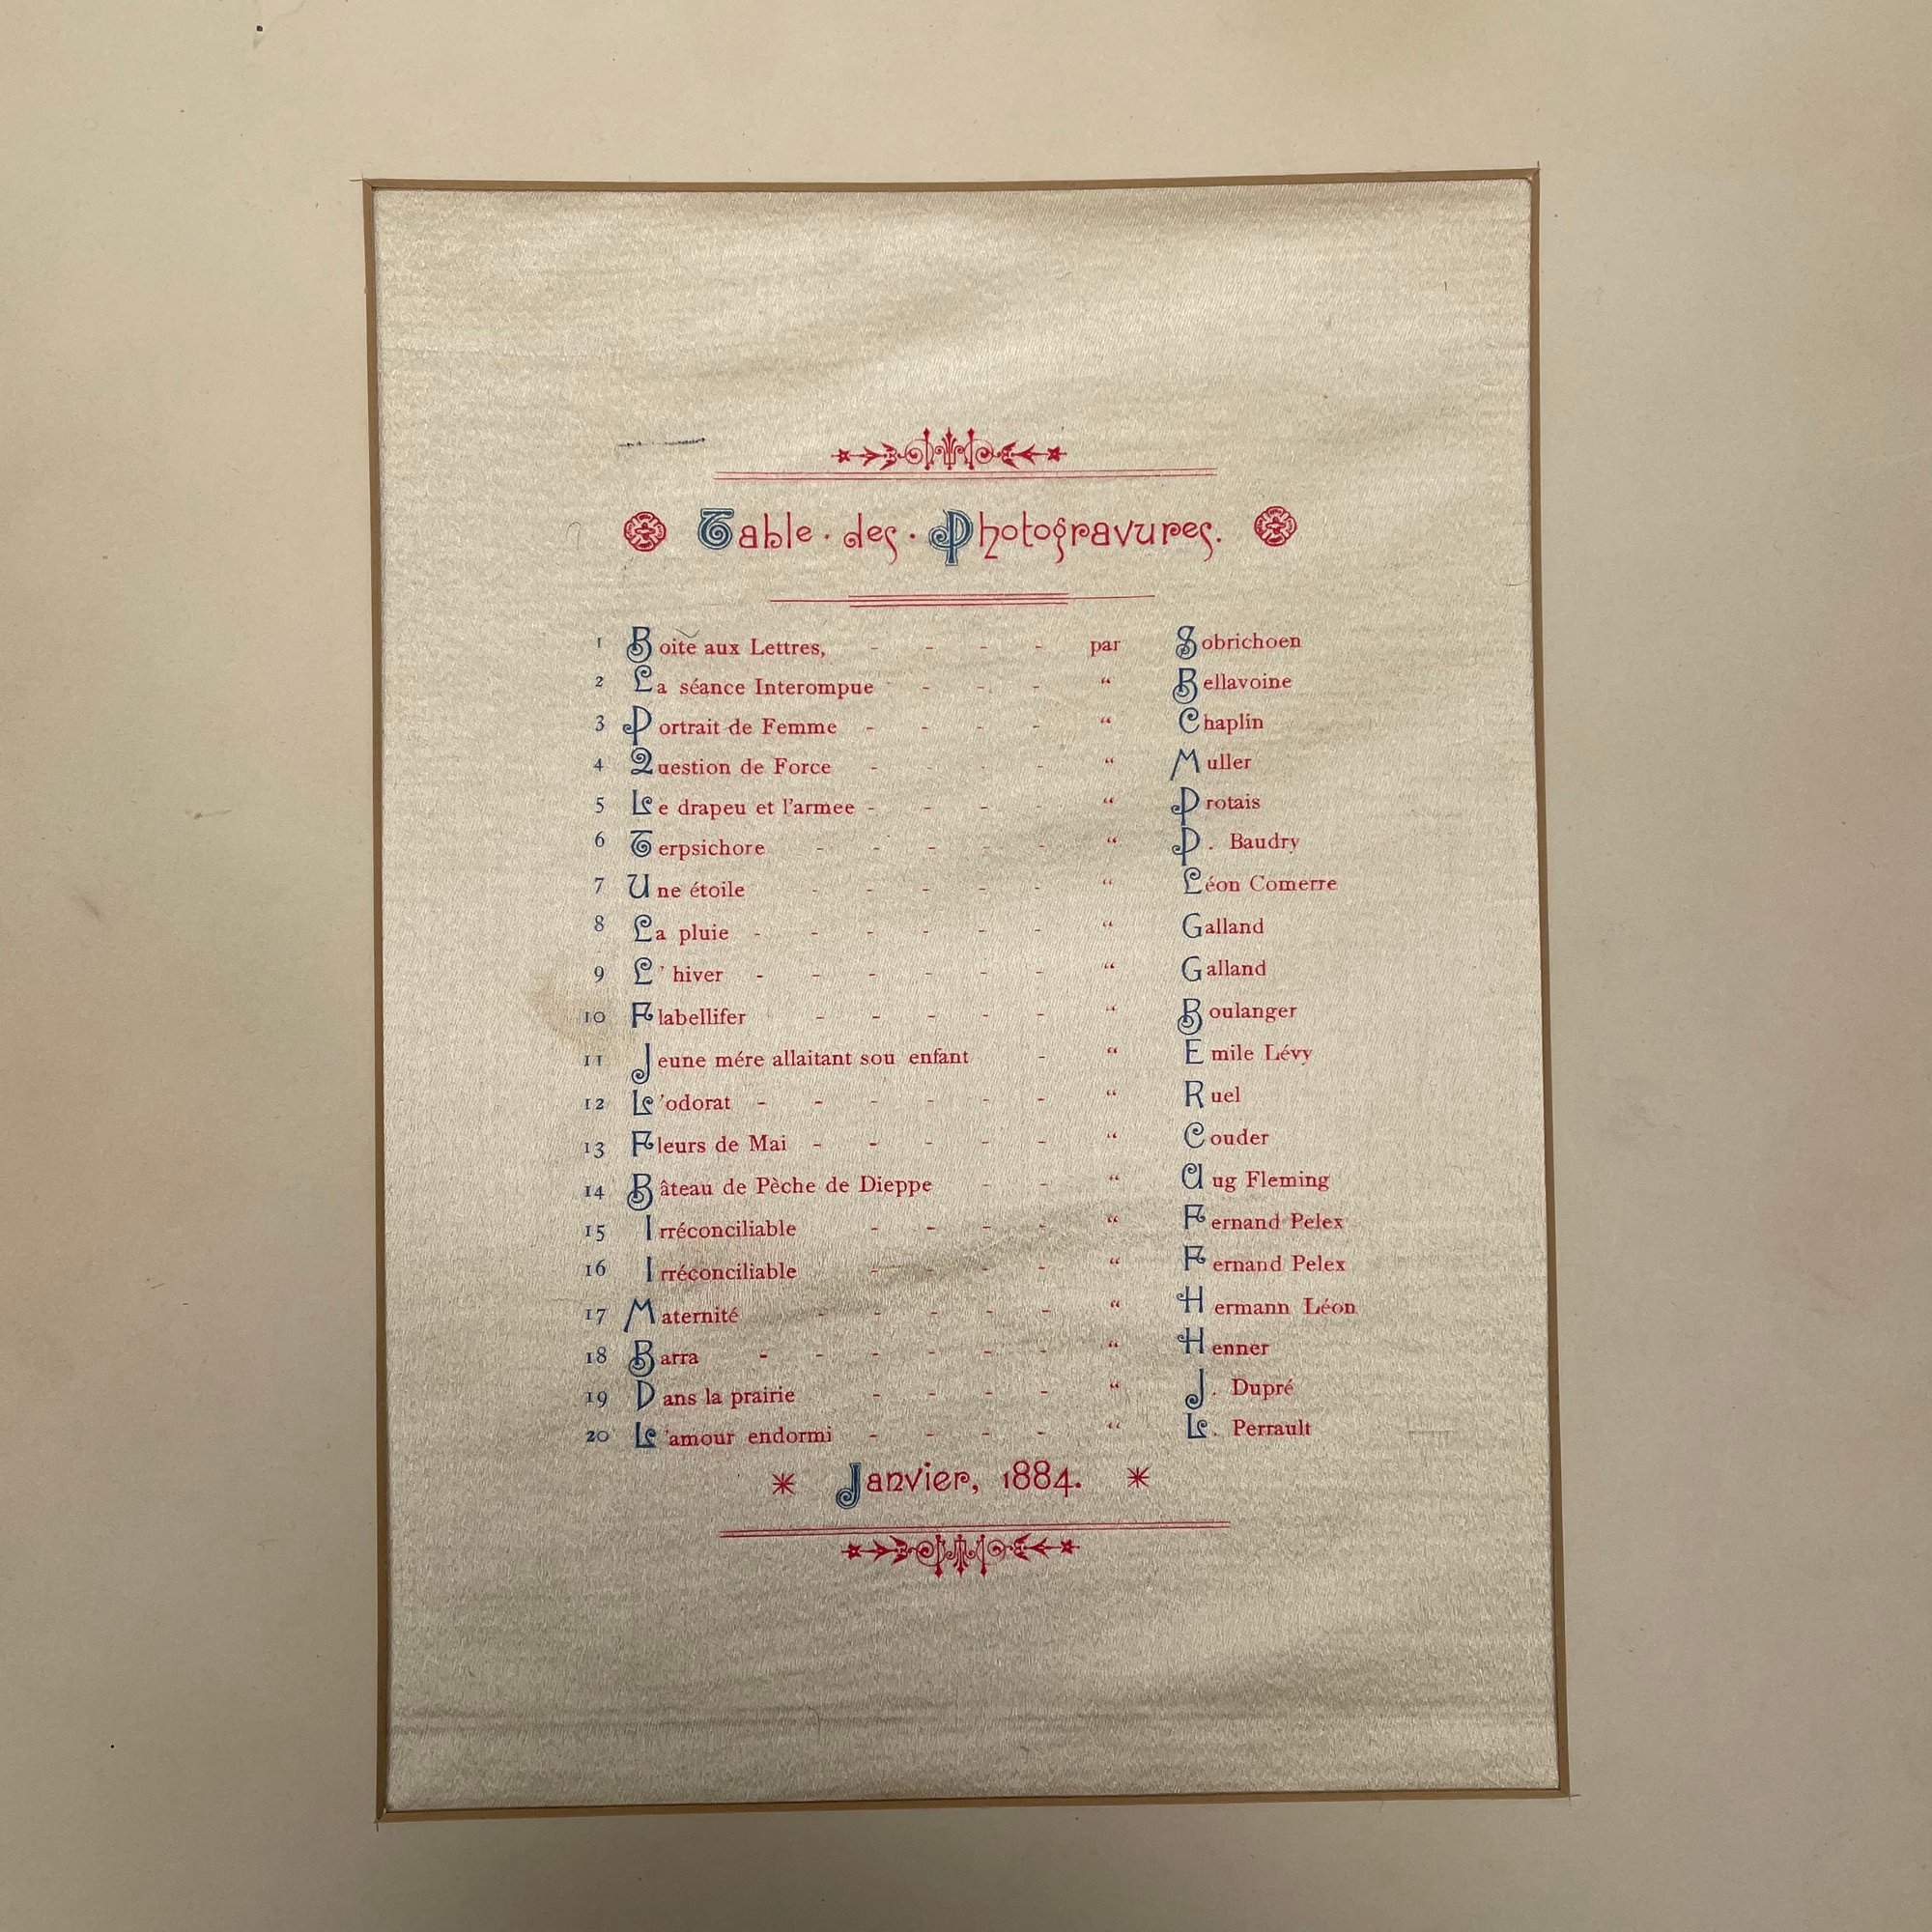 Table · des · Photogravures.
1 Boite aux Lettres, - - - - par Sobrichoen
2 La séance Interompue - - - “ Bellavoine
3 Portrait de Femme - - - - “ Chaplin
4 Question de Force - - - - “ Muller
5 Le drapeu et l'armee - - - - “ Protais
6 Terpsichore - - - - - “ P. Baudry
7 Une étoile - - - - - “ Léon Comerre
8 La pluie - - - - - - “ Galland
9 L'hiver - - - - - - “ Galland
10 Flabellifer - - - - - “ Boulanger
11 Jeune mére allaitant sou enfant - “ Emile Lévy
12 Le'odorat - - - - - - “ Ruel
13 Fleurs de Mai - - - - - “ Couder
14 Bâteau de Pèche de Dieppe - - “ Aug Fleming
15 Irréconciliable - - - - “ Fernand Pelex
16 Irréconciliable - - - - “ Fernand Pelex
17 Maternité - - - - - “ Hermann Léon
18 Barra - - - - - - “ Henner
19 Dans la prairie - - - - “ J. Dupré
20 Le'amour endormi - - - - “ Le. Perrault
Janvier, 1884.